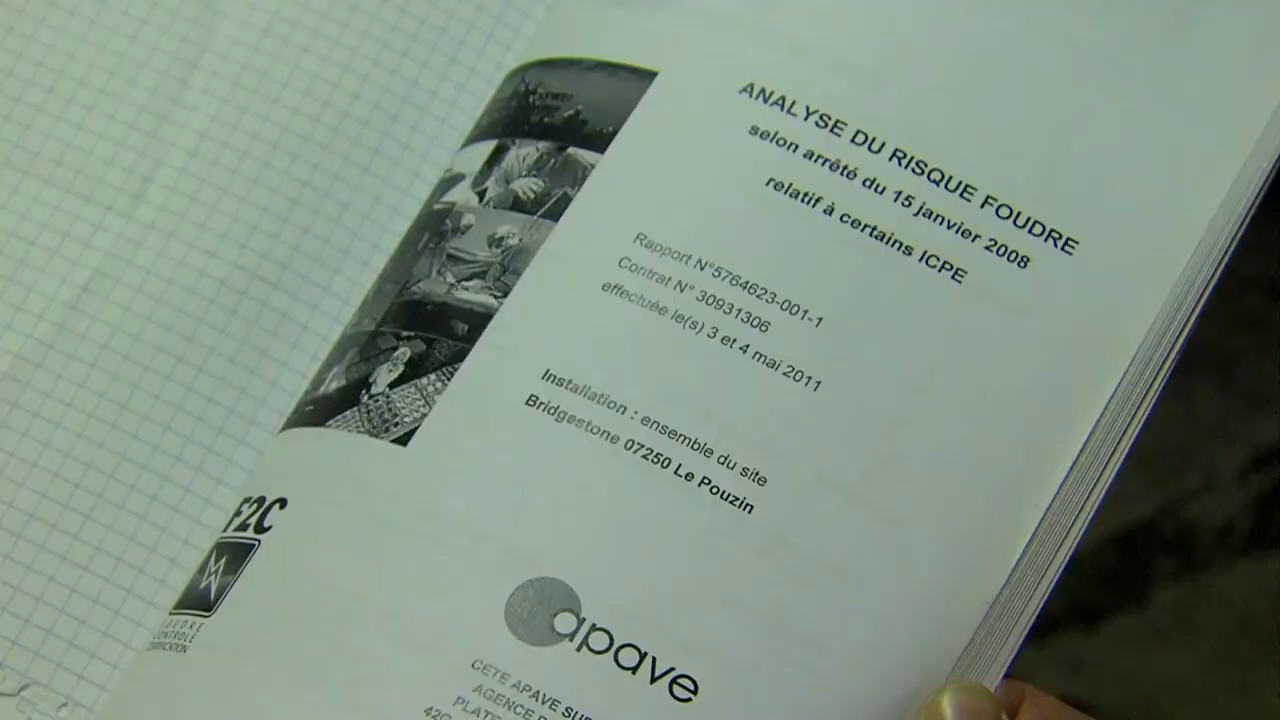 ANALYSE DU RISQUE FOUDRE
selon arrêté du 15 janvier 2008
relatif à certains ICPE
Rapport N°5764623-001-1
Contrat N° 30931306
effectuée le(s) 3 et 4 mai 2011
Installation : ensemble du site
Bridgestone 07250 Le Pouzin
F2C
FOUDRE
CONTROLE
CERTIFICATION
apave
CETE APAVE SUD
AGENCE